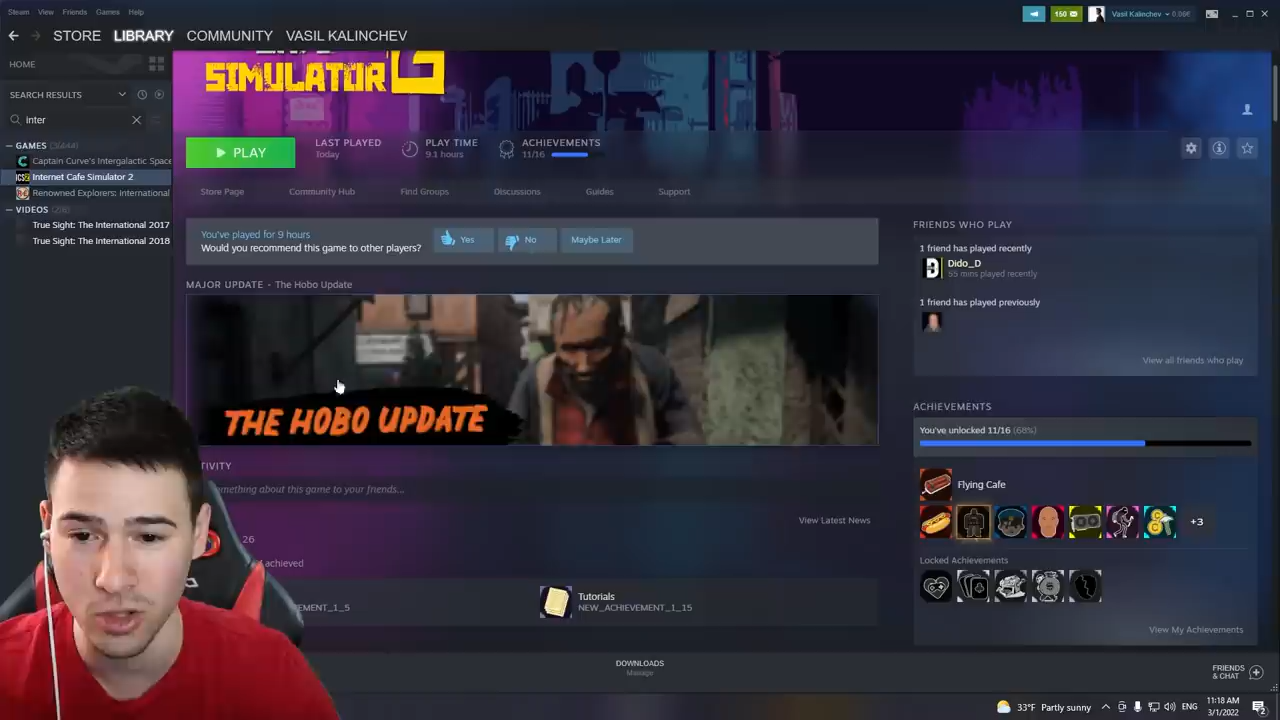 Steam View Friends Games Help
150 Vasil Kalinchev 0.06€
STORE LIBRARY COMMUNITY VASIL KALINCHEV
HOME
SEARCH RESULTS
inter
GAMES
Captain Curve's Intergalactic Space
Internet Cafe Simulator 2
Renowned Explorers: International
VIDEOS
True Sight: The International 2017
True Sight: The International 2018
SIMULATOR
PLAY
LAST PLAYED
Today
PLAY TIME
9.1 hours
ACHIEVEMENTS
11/16
Store Page Community Hub Find Groups Discussions Guides Support
You've played for 9 hours
Would you recommend this game to other players?
Yes No Maybe Later
MAJOR UPDATE - The Hobo Update
THE HOBO UPDATE
TIVITY
omething about this game to your friends...
View Latest News
26
d achieved
EMENT_1_5
Tutorials
NEW_ACHIEVEMENT_1_15
FRIENDS WHO PLAY
1 friend has played recently
Dido_D
55 mins played recently
1 friend has played previously
View all friends who play
ACHIEVEMENTS
You've unlocked 11/16 (68%)
Flying Cafe
+3
Locked Achievements
View My Achievements
DOWNLOADS
Manage
FRIENDS
& CHAT
33°F Partly sunny ENG
11:18 AM
3/1/2022